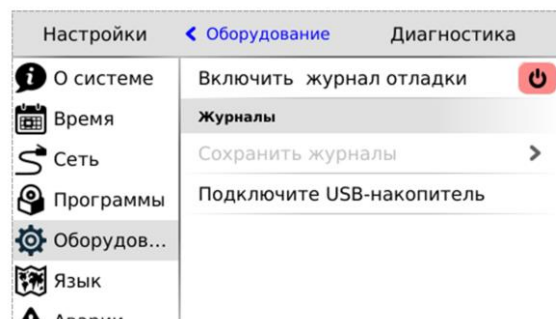 Настройки
Оборудование
Диагностика
О системе
Включить журнал отладки
Время
Журналы
Сеть
Сохранить журналы
Программы
Подключите USB-накопитель
Оборудов...
Язык